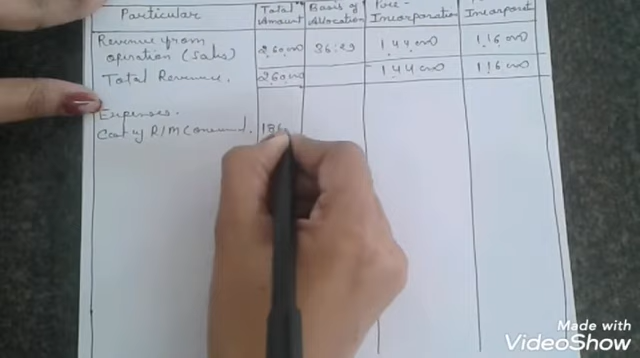 Particular Total Amount Basis of Allocation Pre- Incorporation Incorporat
Revenue from operation (sales) 2,60,000 36:29 1,44,000 1,16,000
Total Revenue. 2,60,000 1,44,000 1,16,000
Expenses.
Cost of R/M Consumed. 186
Made with
VideoShow